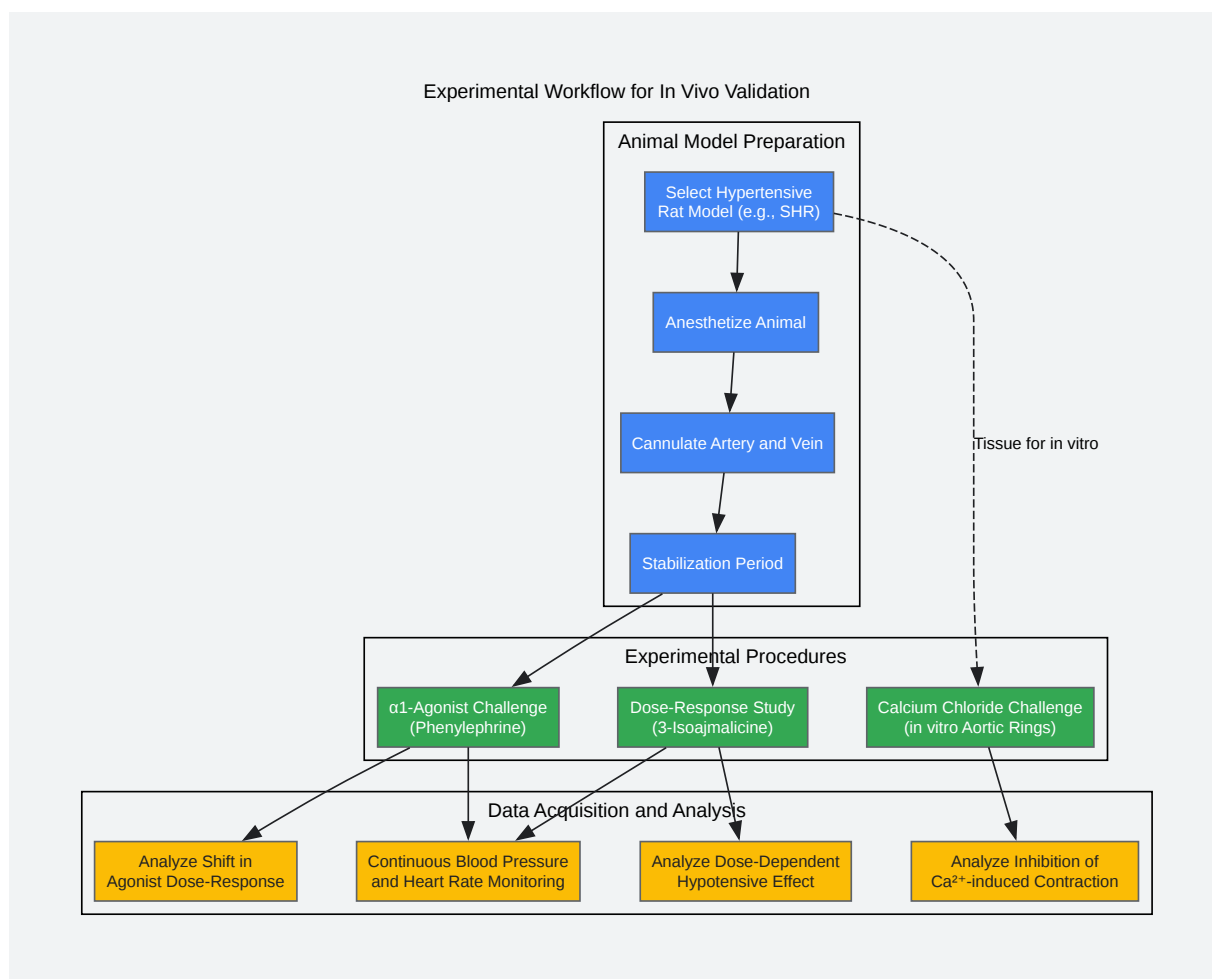 Experimental Workflow for In Vivo Validation
Animal Model Preparation
Select Hypertensive
Rat Model (e.g., SHR)
Anesthetize Animal
Cannulate Artery and Vein
Tissue for in vitro
Stabilization Period
Experimental Procedures
α1-Agonist Challenge
(Phenylephrine)
Dose-Response Study
(3-Isoajmalicine)
Calcium Chloride Challenge
(in vitro Aortic Rings)
Data Acquisition and Analysis
Analyze Shift in
Agonist Dose-Response
Continuous Blood Pressure
and Heart Rate Monitoring
Analyze Dose-Dependent
Hypotensive Effect
Analyze Inhibition of
Ca²⁺-induced Contraction